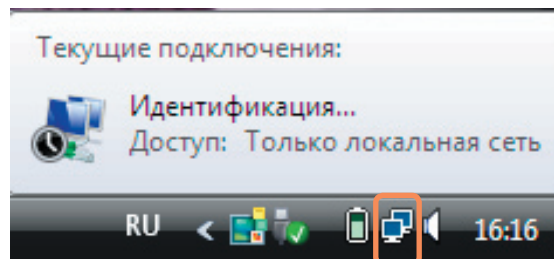 Текущие подключения:
Идентификация...
Доступ: Только локальная сеть
RU < 16:16